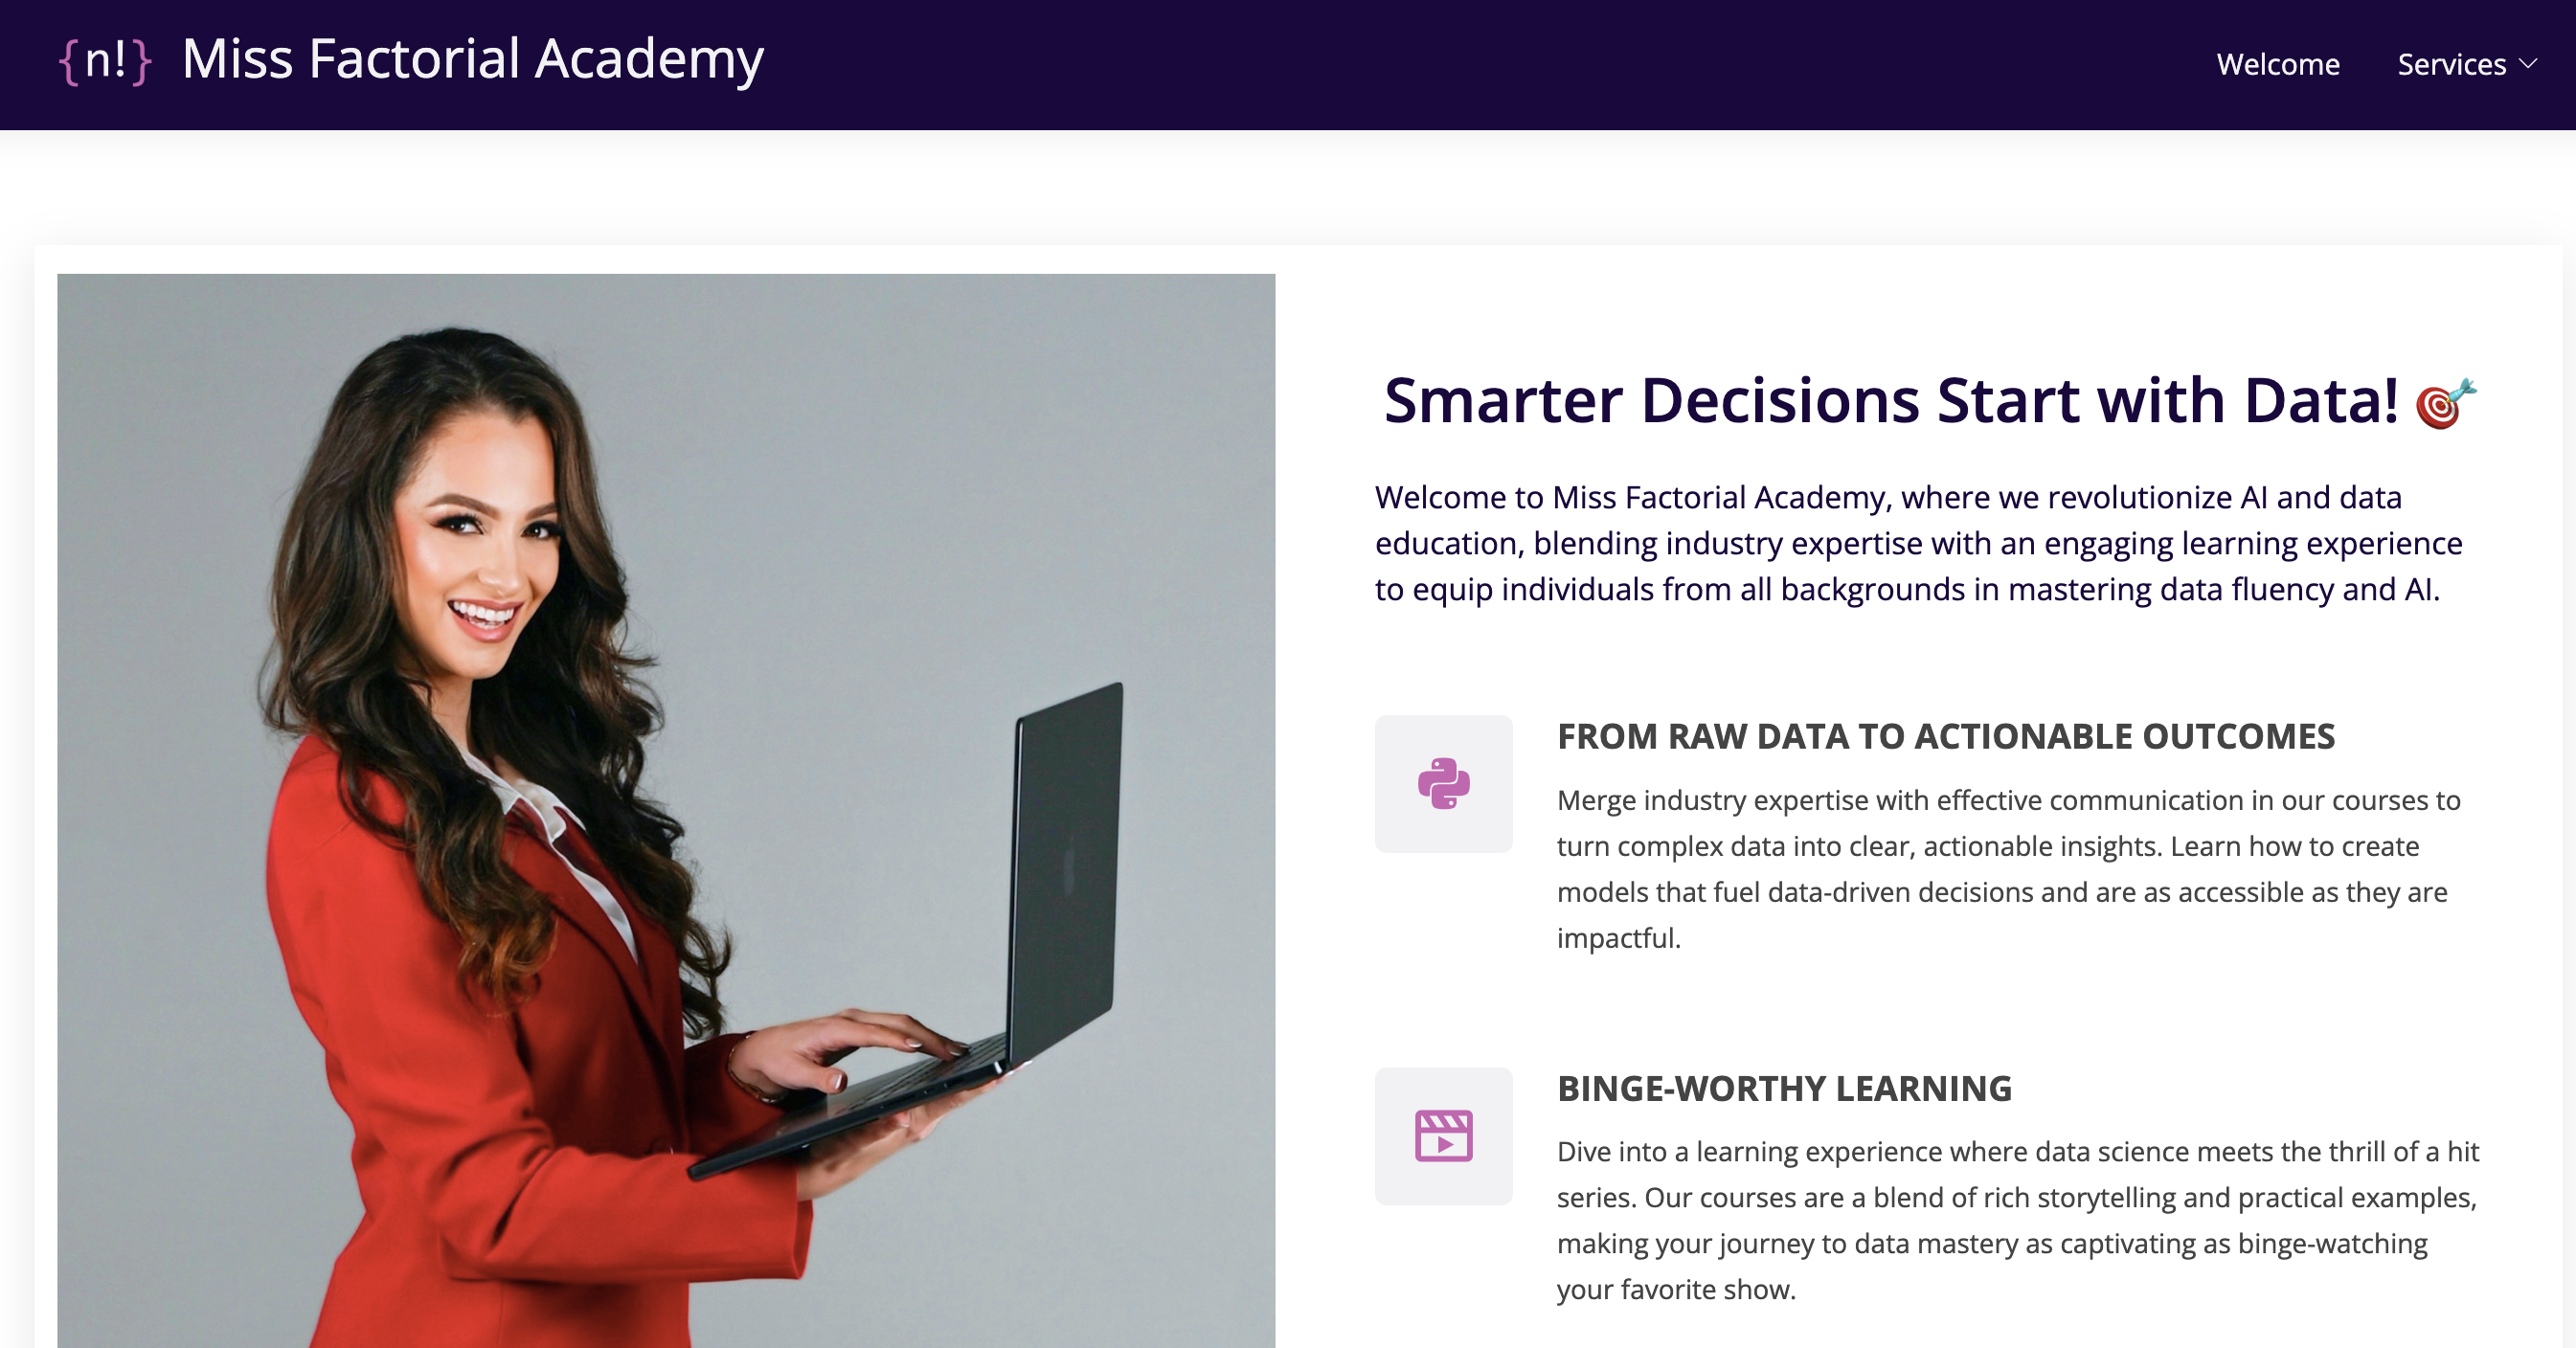 {n!} Miss Factorial Academy
Welcome
Services
Smarter Decisions Start with Data! 🎯
Welcome to Miss Factorial Academy, where we revolutionize AI and data
education, blending industry expertise with an engaging learning experience
to equip individuals from all backgrounds in mastering data fluency and AI.
FROM RAW DATA TO ACTIONABLE OUTCOMES
Merge industry expertise with effective communication in our courses to
turn complex data into clear, actionable insights. Learn how to create
models that fuel data-driven decisions and are as accessible as they are
impactful.
BINGE-WORTHY LEARNING
Dive into a learning experience where data science meets the thrill of a hit
series. Our courses are a blend of rich storytelling and practical examples,
making your journey to data mastery as captivating as binge-watching
your favorite show.